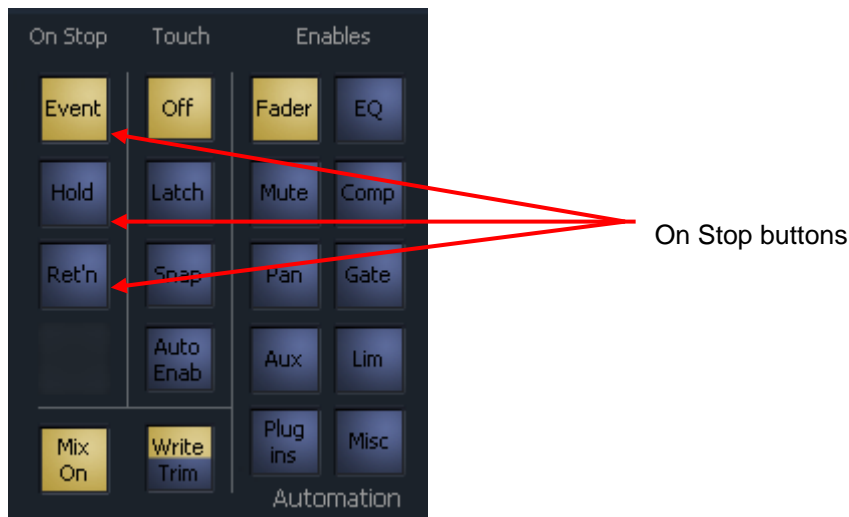 On Stop Touch Enables
Event Off Fader EQ
Hold Latch Mute Comp
On Stop buttons
Ret'n Snap Pan Gate
Auto
Enab
Aux Lim
Mix
On
Write
Trim
Plug
ins
Misc
Automation